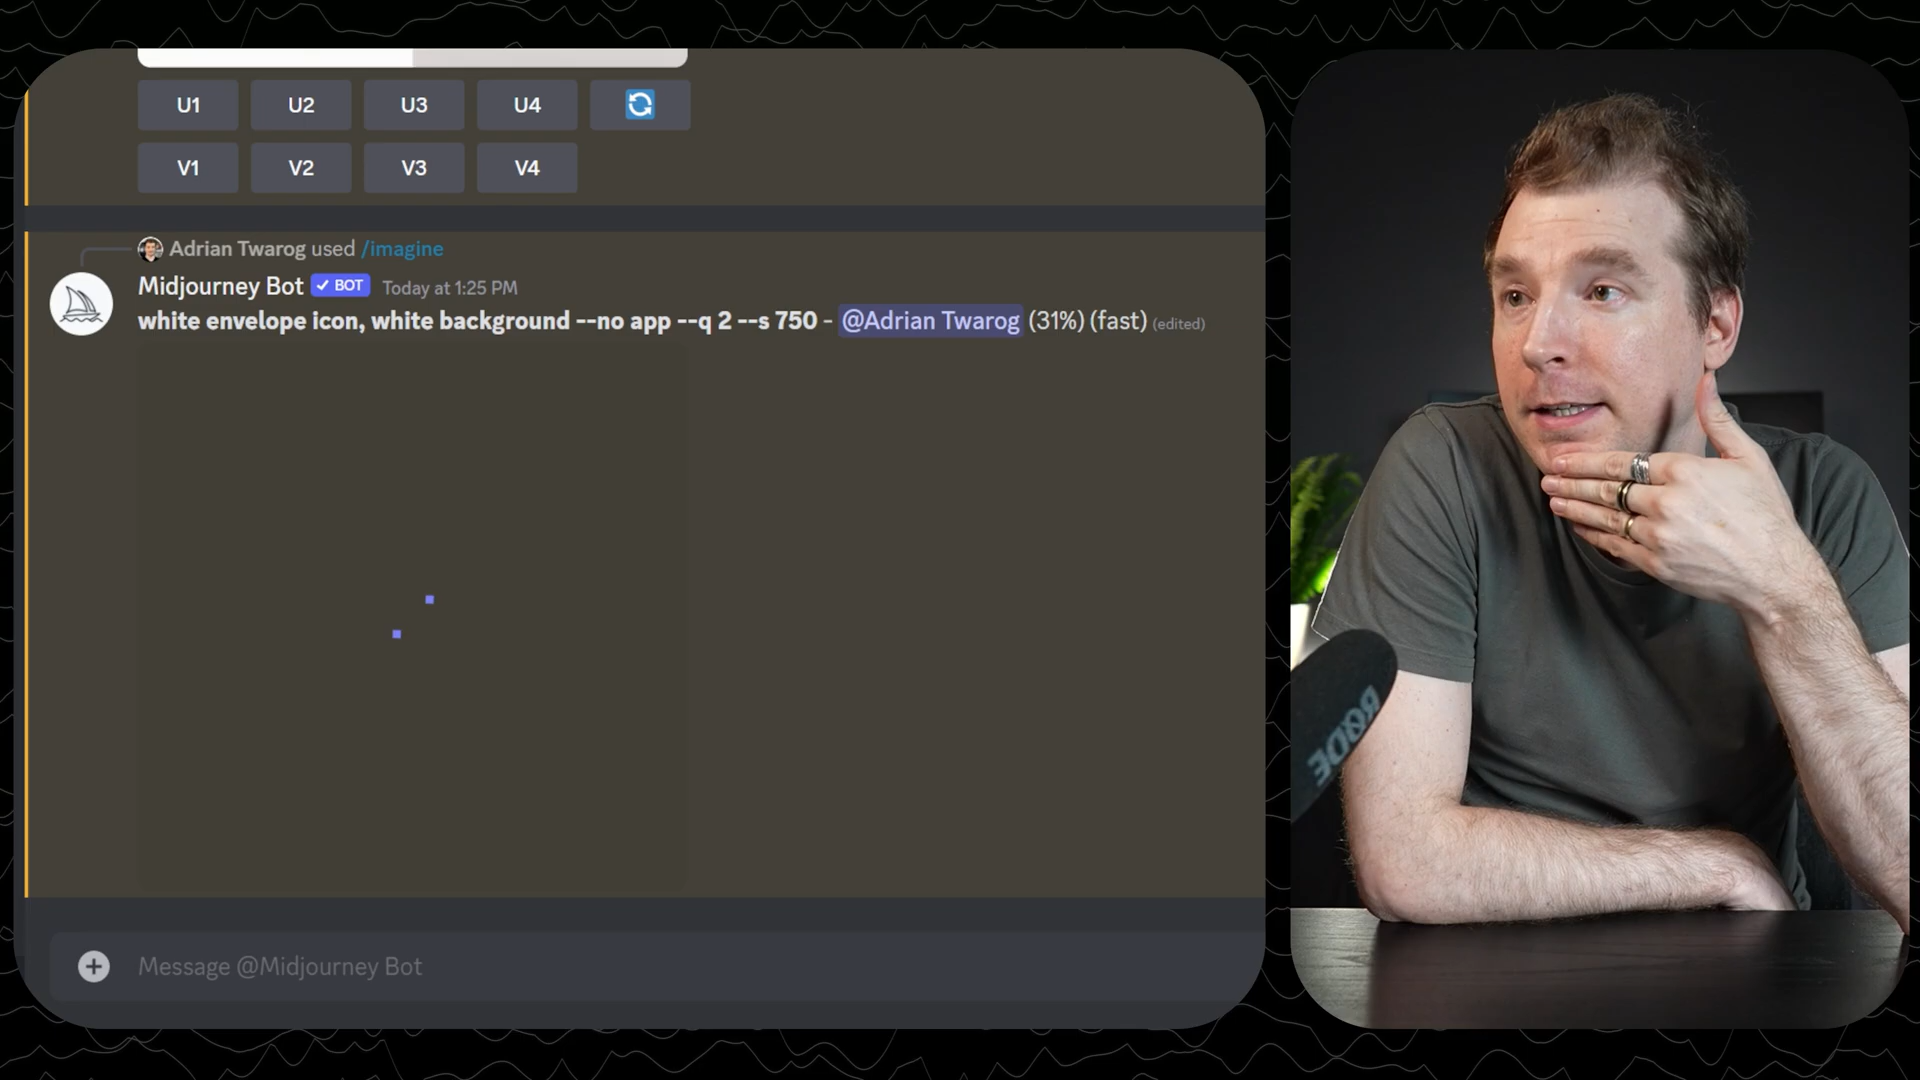 U1 U2 U3 U4
V1 V2 V3 V4
Adrian Twarog used /imagine
Midjourney Bot ✓ BOT Today at 1:25 PM
white envelope icon, white background --no app --q 2 --s 750 - @Adrian Twarog (31%) (fast) (edited)
RØDE
Message @Midjourney Bot